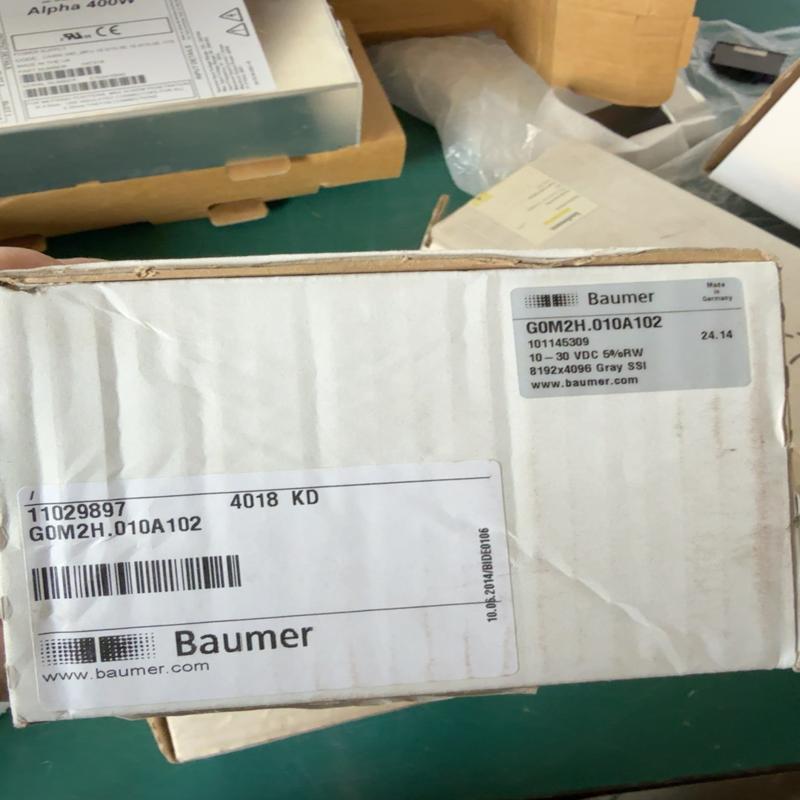 Alpha 400W
CE
Baumer
Made
in
Germany
G0M2H.010A102
24.14
101145309
10-30 VDC 5%RW
8192x4096 Gray SSI
www.baumer.com
/
11029897 4018 KD
G0M2H.010A102
10.06.2014/BIDE0106
Baumer
www.baumer.com